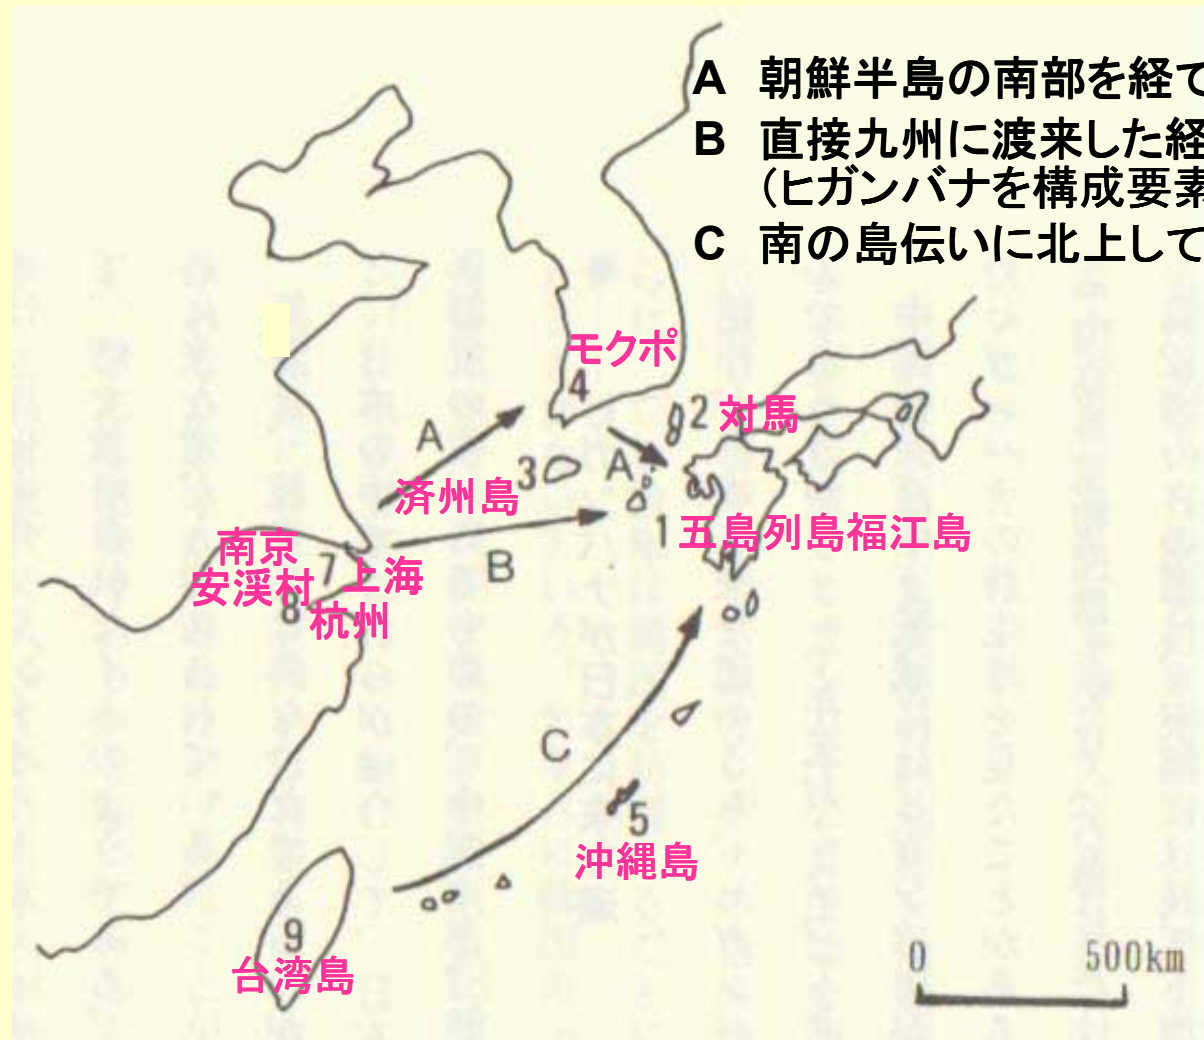 A 朝鮮半島の南部を経て
B 直接九州に渡来した経
(ヒガンバナを構成要素
C 南の島伝いに北上して
モクポ
4
2 対馬
A
3
A
済州島
1 五島列島福江島
B
南京
7 上海
安渓村
8 杭州
C
5
沖縄島
9
台湾島
0 500km